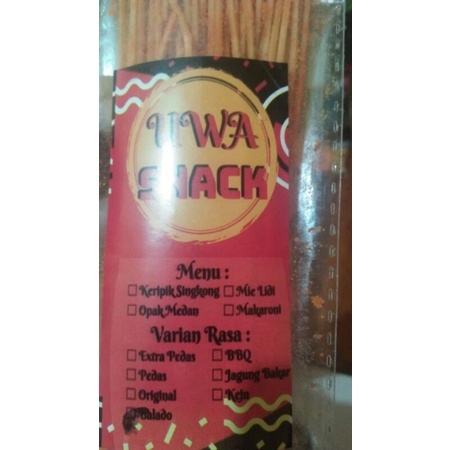 UWA
SNACK
Menu :
Keripik Singkong Mie Lidi
Opak Medan Makaroni
Varian Rasa :
Extra Pedas BBQ
Pedas Jagung Bakar
Original Keju
Balado